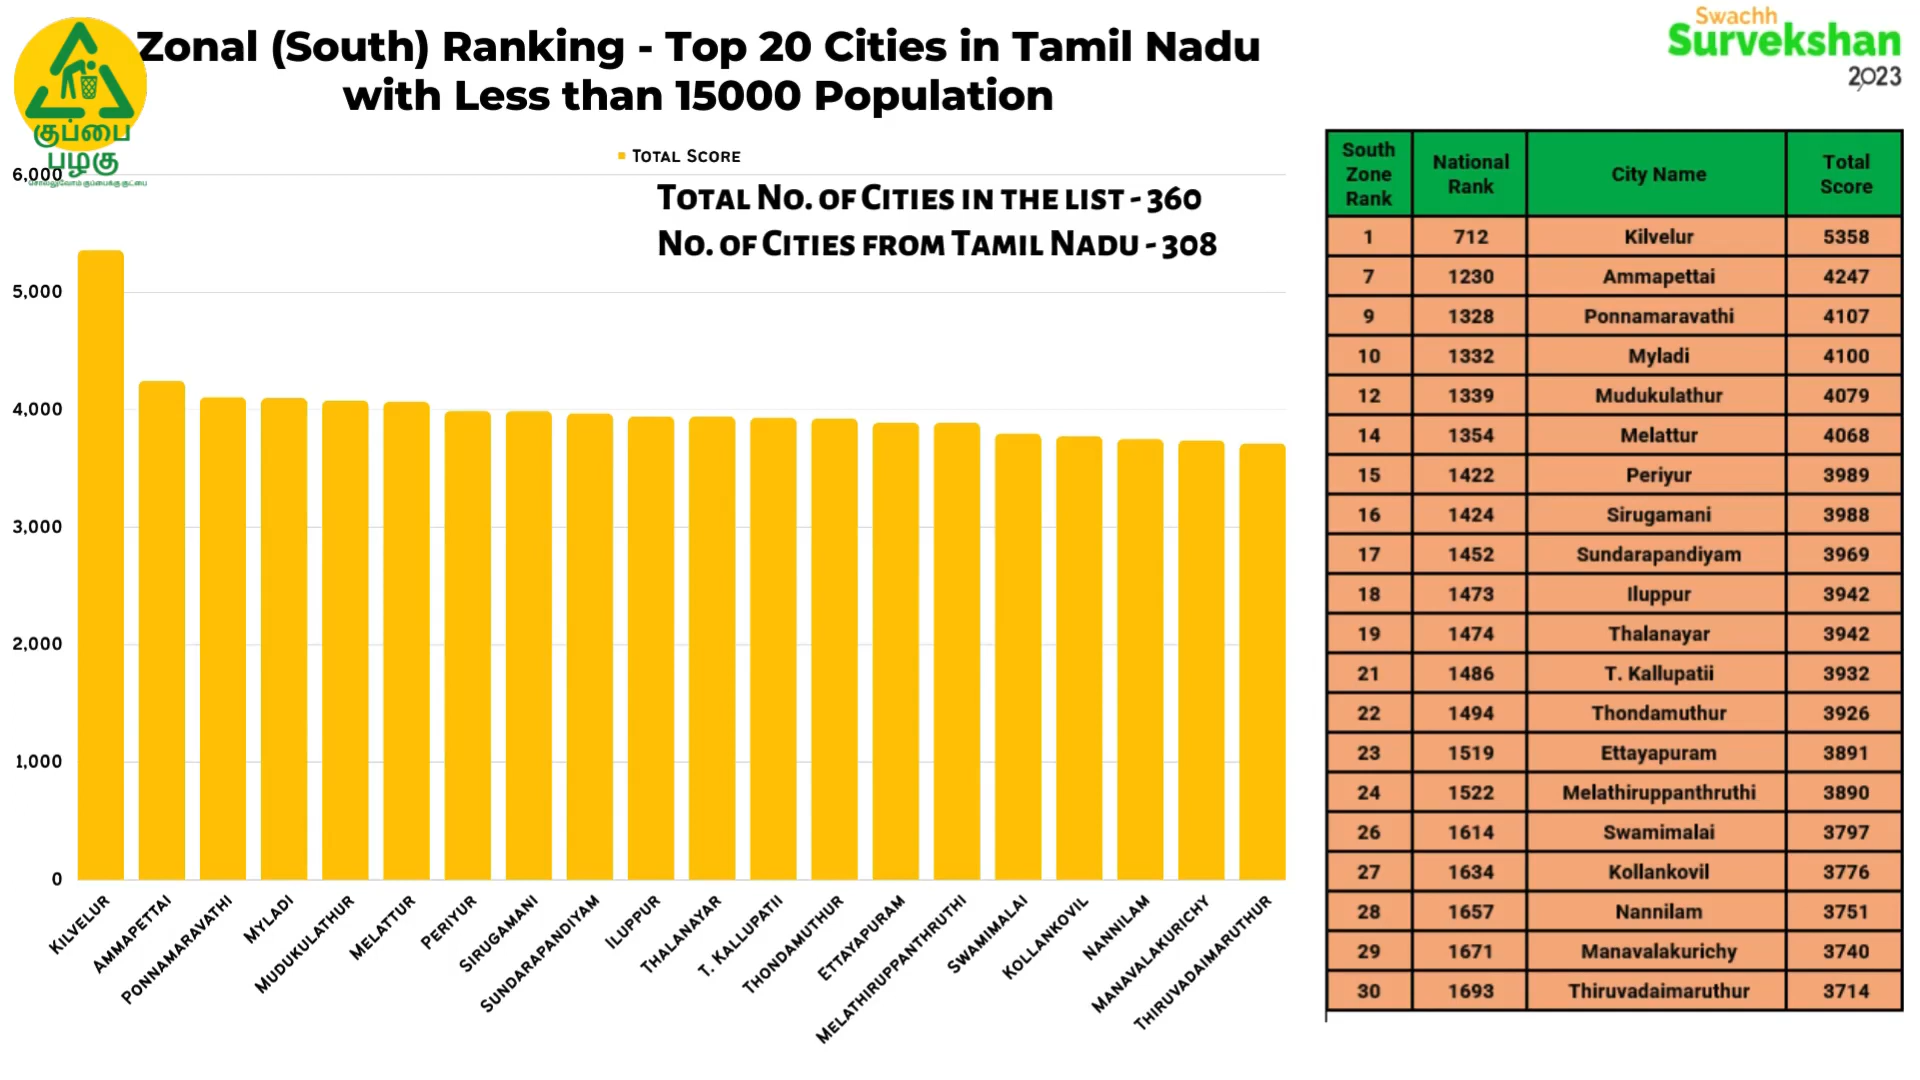 Zonal (South) Ranking - Top 20 Cities in Tamil Nadu
with Less than 15000 Population
Swachh
Survekshan
2023
குப்பை
பழகு
Total Score
Total No. of Cities in the list - 360
No. of Cities from Tamil Nadu - 308
6,000
5,000
4,000
3,000
2,000
1,000
0
Kilvelur
Ammapettai
Ponnamaravathi
Myladi
Mudukulathur
Melattur
Periyur
Sirugamani
Sundarapandiyam
Iluppur
Thalanayar
T. Kallupatii
Thondamuthur
Ettayapuram
Melathiruppanthruthi
Swamimalai
Kollankovil
Nannilam
Manavalakurichy
Thiruvadaimaruthur
South Zone Rank National Rank City Name Total Score
1 712 Kilvelur 5358
7 1230 Ammapettai 4247
9 1328 Ponnamaravathi 4107
10 1332 Myladi 4100
12 1339 Mudukulathur 4079
14 1354 Melattur 4068
15 1422 Periyur 3989
16 1424 Sirugamani 3988
17 1452 Sundarapandiyam 3969
18 1473 Iluppur 3942
19 1474 Thalanayar 3942
21 1486 T. Kallupatii 3932
22 1494 Thondamuthur 3926
23 1519 Ettayapuram 3891
24 1522 Melathiruppanthruthi 3890
26 1614 Swamimalai 3797
27 1634 Kollankovil 3776
28 1657 Nannilam 3751
29 1671 Manavalakurichy 3740
30 1693 Thiruvadaimaruthur 3714